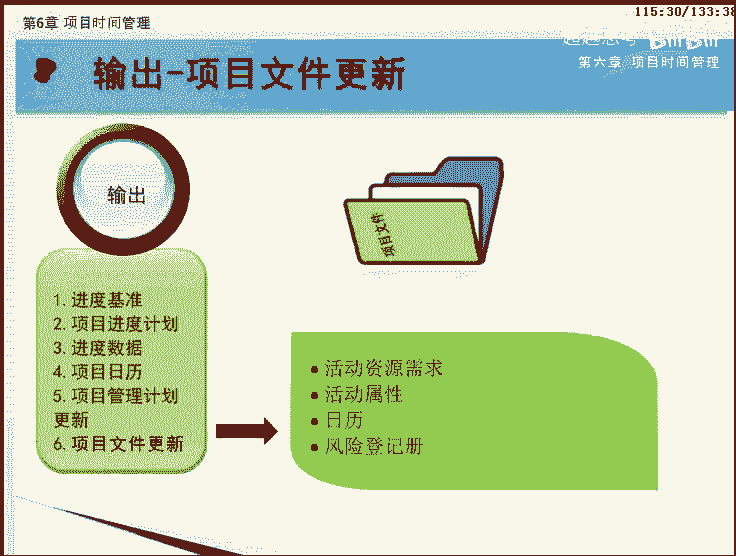 第6章 项目时间管理
115:30/133:38
BiliBili
第六章 项目时间管理
输出-项目文件更新
输出
项目文件
1.进度基准
2.项目进度计划
3.进度数据
4.项目日历
5.项目管理计划
更新
6.项目文件更新
●活动资源需求
●活动属性
●日历
●风险登记册